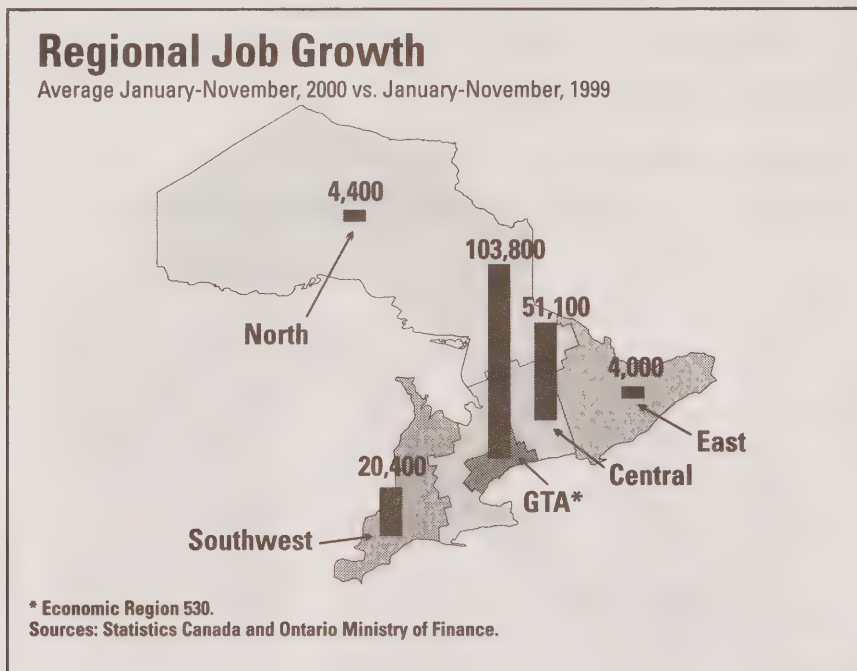 Regional Job Growth
Average January-November, 2000 vs. January-November, 1999
4,400
103,800
51,100
North
4,000
East
20,400
Central
GTA*
Southwest
* Economic Region 530.
Sources: Statistics Canada and Ontario Ministry of Finance.